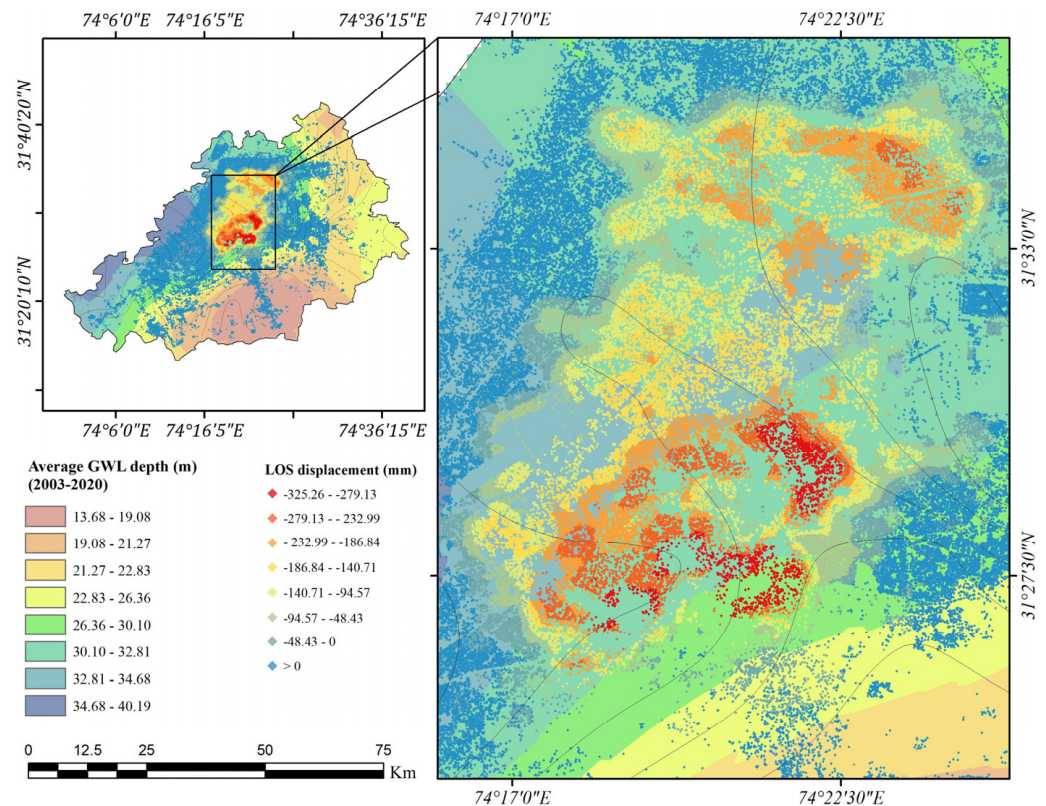 74°6'0"E 74°16'5"E 74°36'15"E
74°17'0"E 74°22'30"E
31°40'20"N
31°20'10"N
31°33'0"N
31°27'30"N
74°6'0"E 74°16'5"E 74°36'15"E
74°17'0"E 74°22'30"E
Average GWL depth (m)
(2003-2020)
13.68 - 19.08
19.08 - 21.27
21.27 - 22.83
22.83 - 26.36
26.36 - 30.10
30.10 - 32.81
32.81 - 34.68
34.68 - 40.19
LOS displacement (mm)
-325.26 - -279.13
-279.13 - -232.99
-232.99 - -186.84
-186.84 - -140.71
-140.71 - -94.57
-94.57 - -48.43
-48.43 - 0
> 0
0 12.5 25 50 75
Km